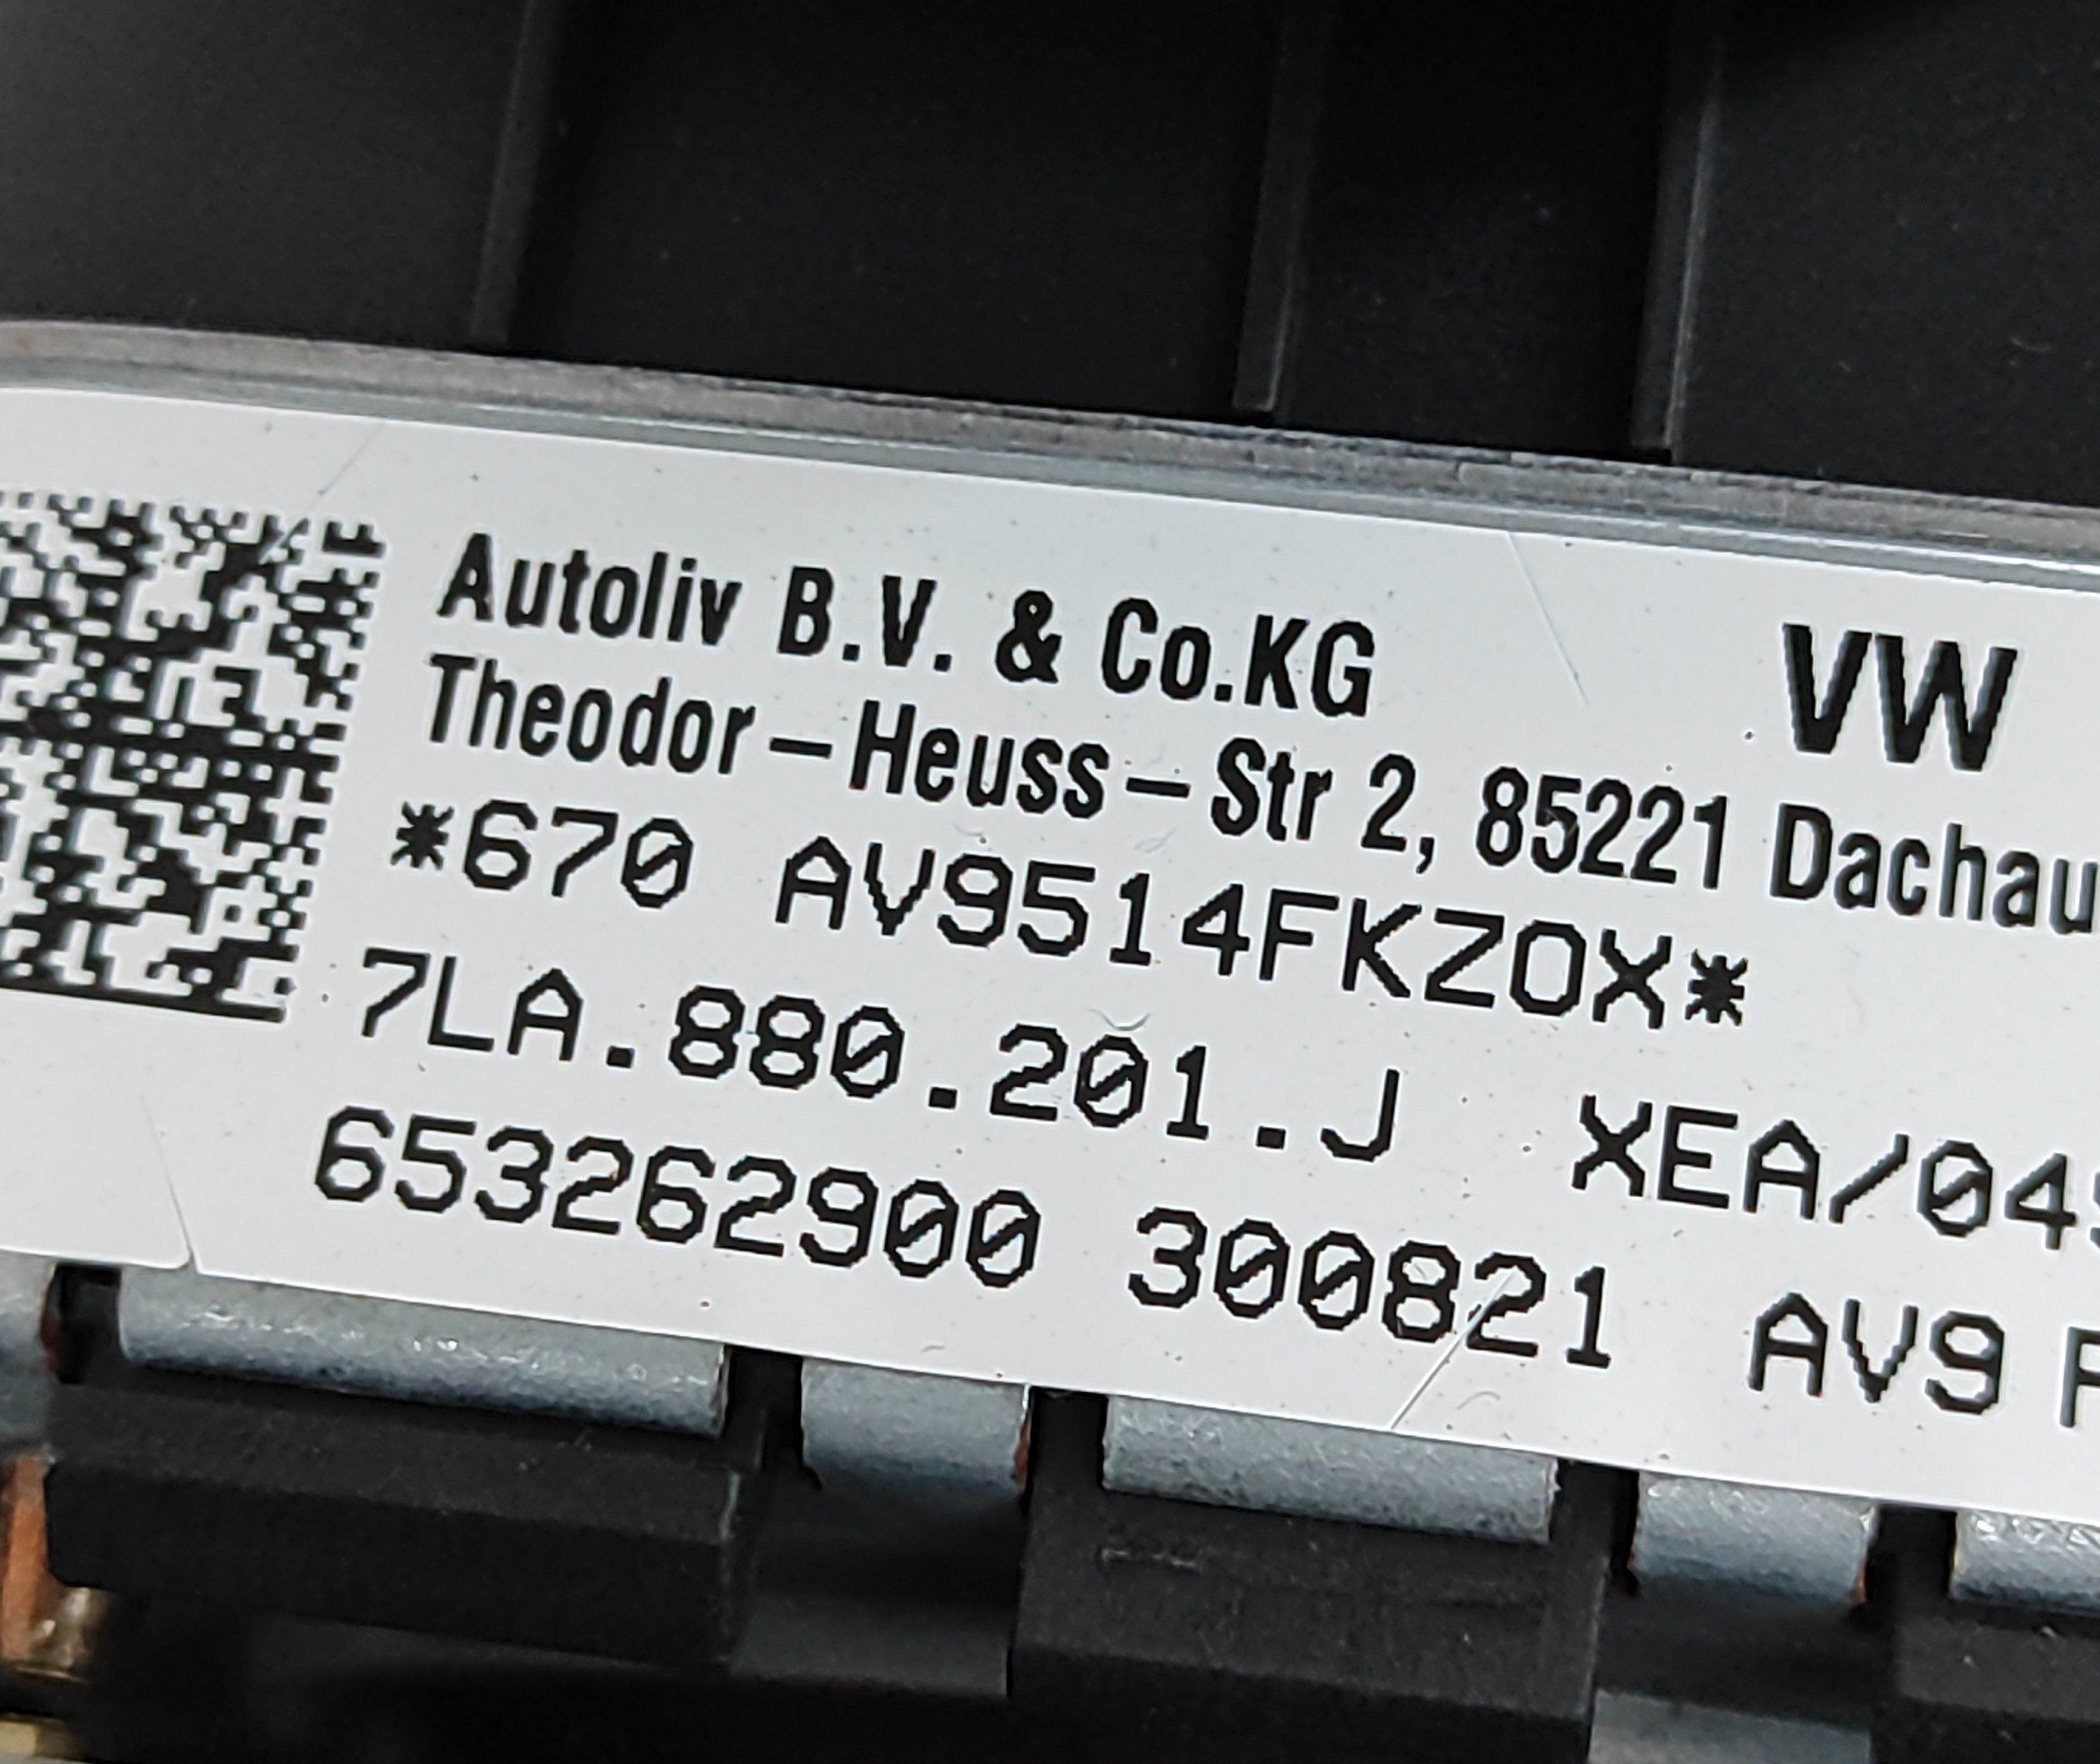 Autoliv B.V. & Co.KG VW
Theodor-Heuss-Str 2, 85221 Dachau
*670 AV9514FKZOX*
7LA.880.201.J XEA/04
653262900 300821 AV9